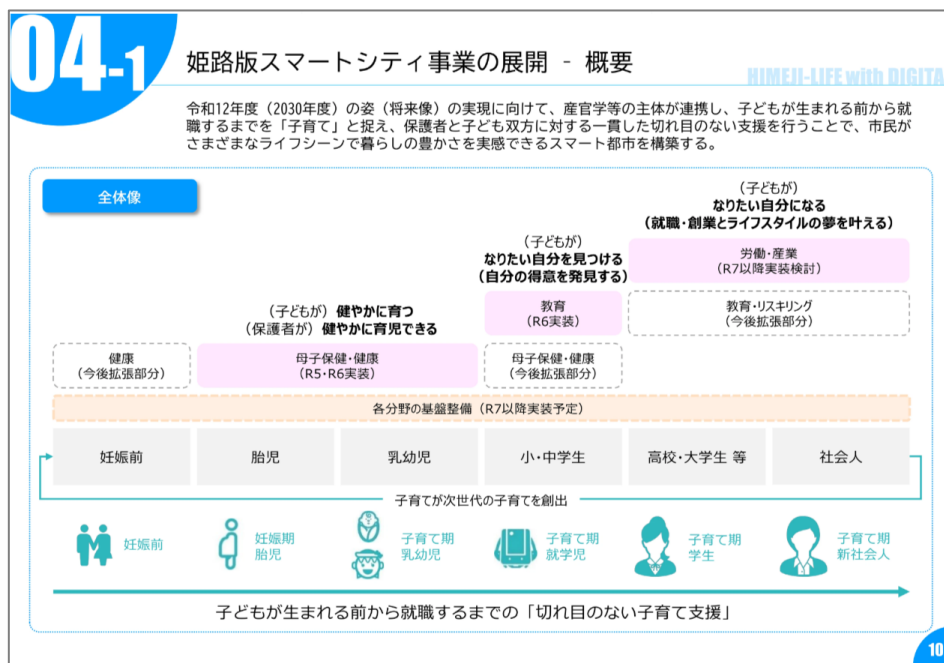 04-1
姫路版スマートシティ事業の展開 - 概要
HIMEJI-LIFE with DIGITA
令和12年度（2030年度）の姿（将来像）の実現に向けて、産官学等の主体が連携し、子どもが生まれる前から就
職するまでを「子育て」と捉え、保護者と子ども双方に対する一貫した切れ目のない支援を行うことで、市民が
さまざまなライフシーンで暮らしの豊かさを実感できるスマート都市を構築する。
全体像
（子どもが）
なりたい自分になる
（就職・創業とライフスタイルの夢を叶える）
（子どもが）
なりたい自分を見つける
（自分の得意を発見する）
労働・産業
（R7以降実装検討）
（子どもが）健やかに育つ
（保護者が）健やかに育児できる
教育
（R6実装）
教育・リスキリング
（今後拡張部分）
健康
（今後拡張部分）
母子保健・健康
（R5・R6実装）
母子保健・健康
（今後拡張部分）
各分野の基盤整備（R7以降実装予定）
妊娠前
胎児
乳幼児
小・中学生
高校・大学生 等
社会人
子育てが次世代の子育てを創出
妊娠前
妊娠期
胎児
子育て期
乳幼児
子育て期
就学児
子育て期
学生
子育て期
新社会人
子どもが生まれる前から就職するまでの「切れ目のない子育て支援」
10